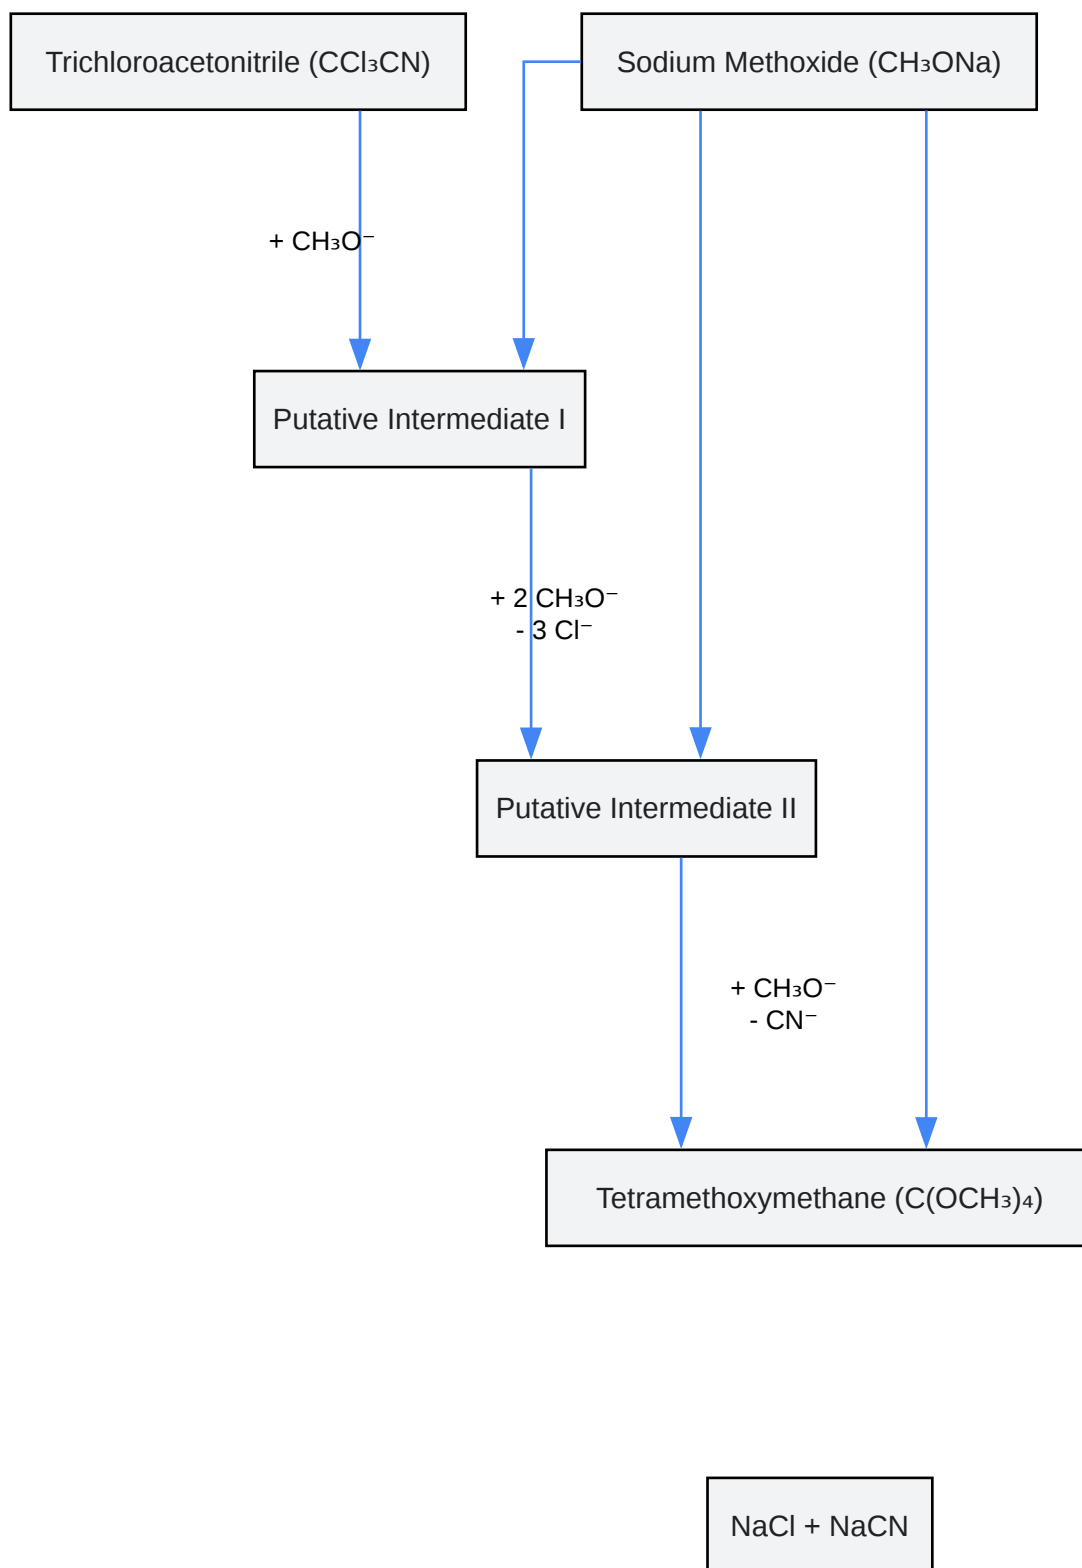 Trichloroacetonitrile (CCl₃CN)
Sodium Methoxide (CH₃ONa)
+ CH₃O⁻
Putative Intermediate I
+ 2 CH₃O⁻
- 3 Cl⁻
Putative Intermediate II
+ CH₃O⁻
- CN⁻
Tetramethoxymethane (C(OCH₃)₄)
NaCl + NaCN